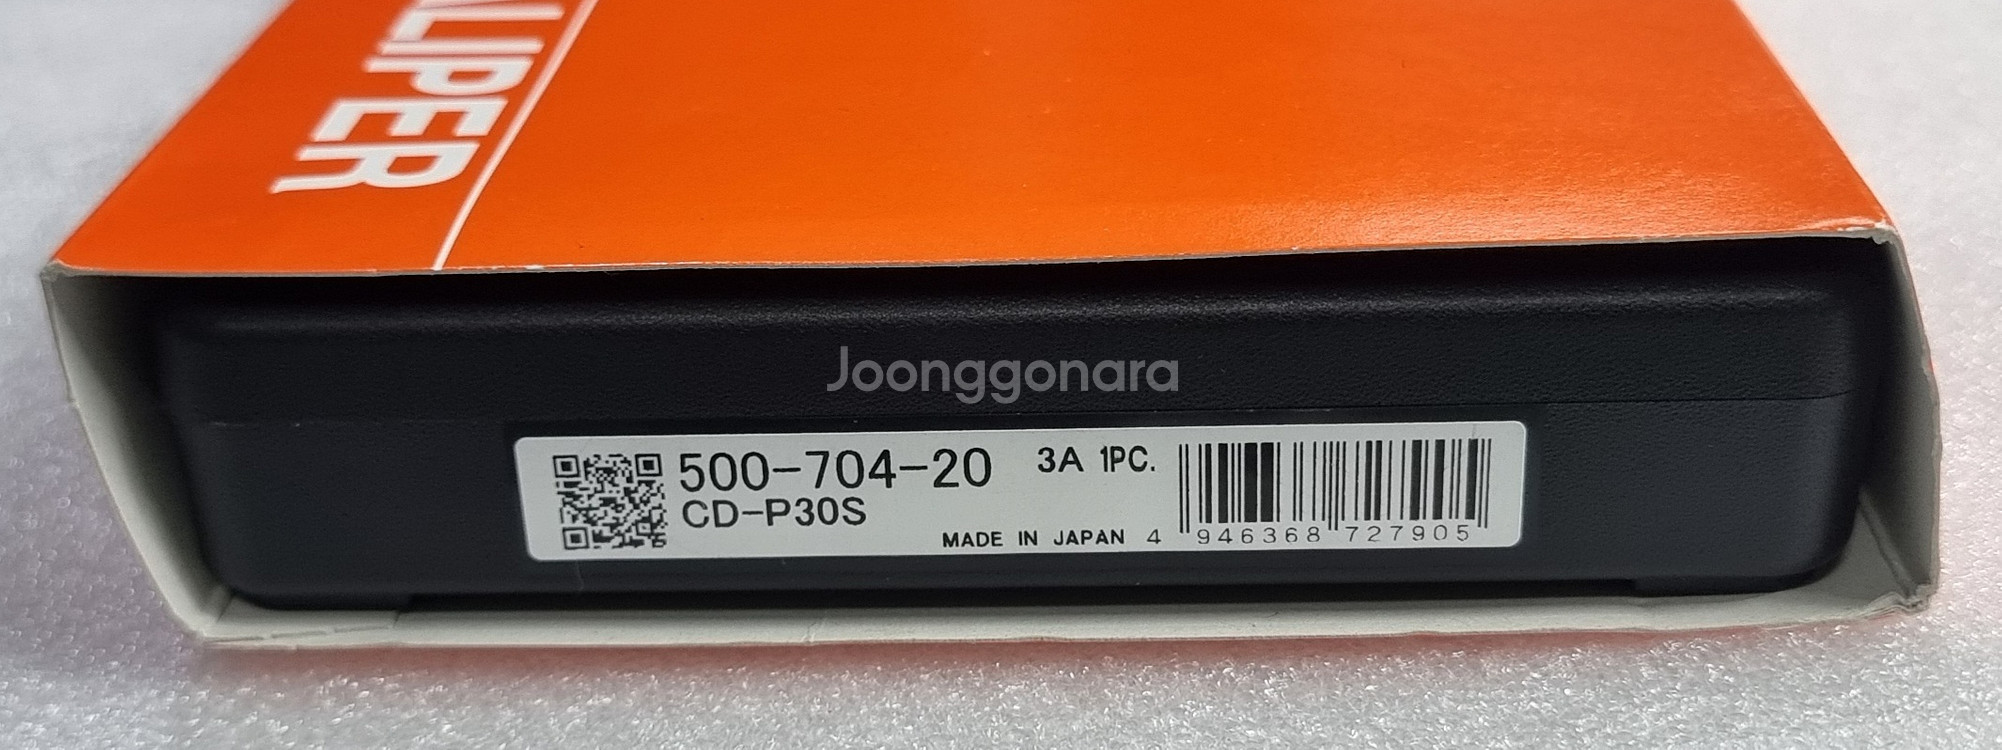 ALIPER
Joonggonara
500-704-20
3A 1PC.
CD-P30S
MADE IN JAPAN
4 946368 727905